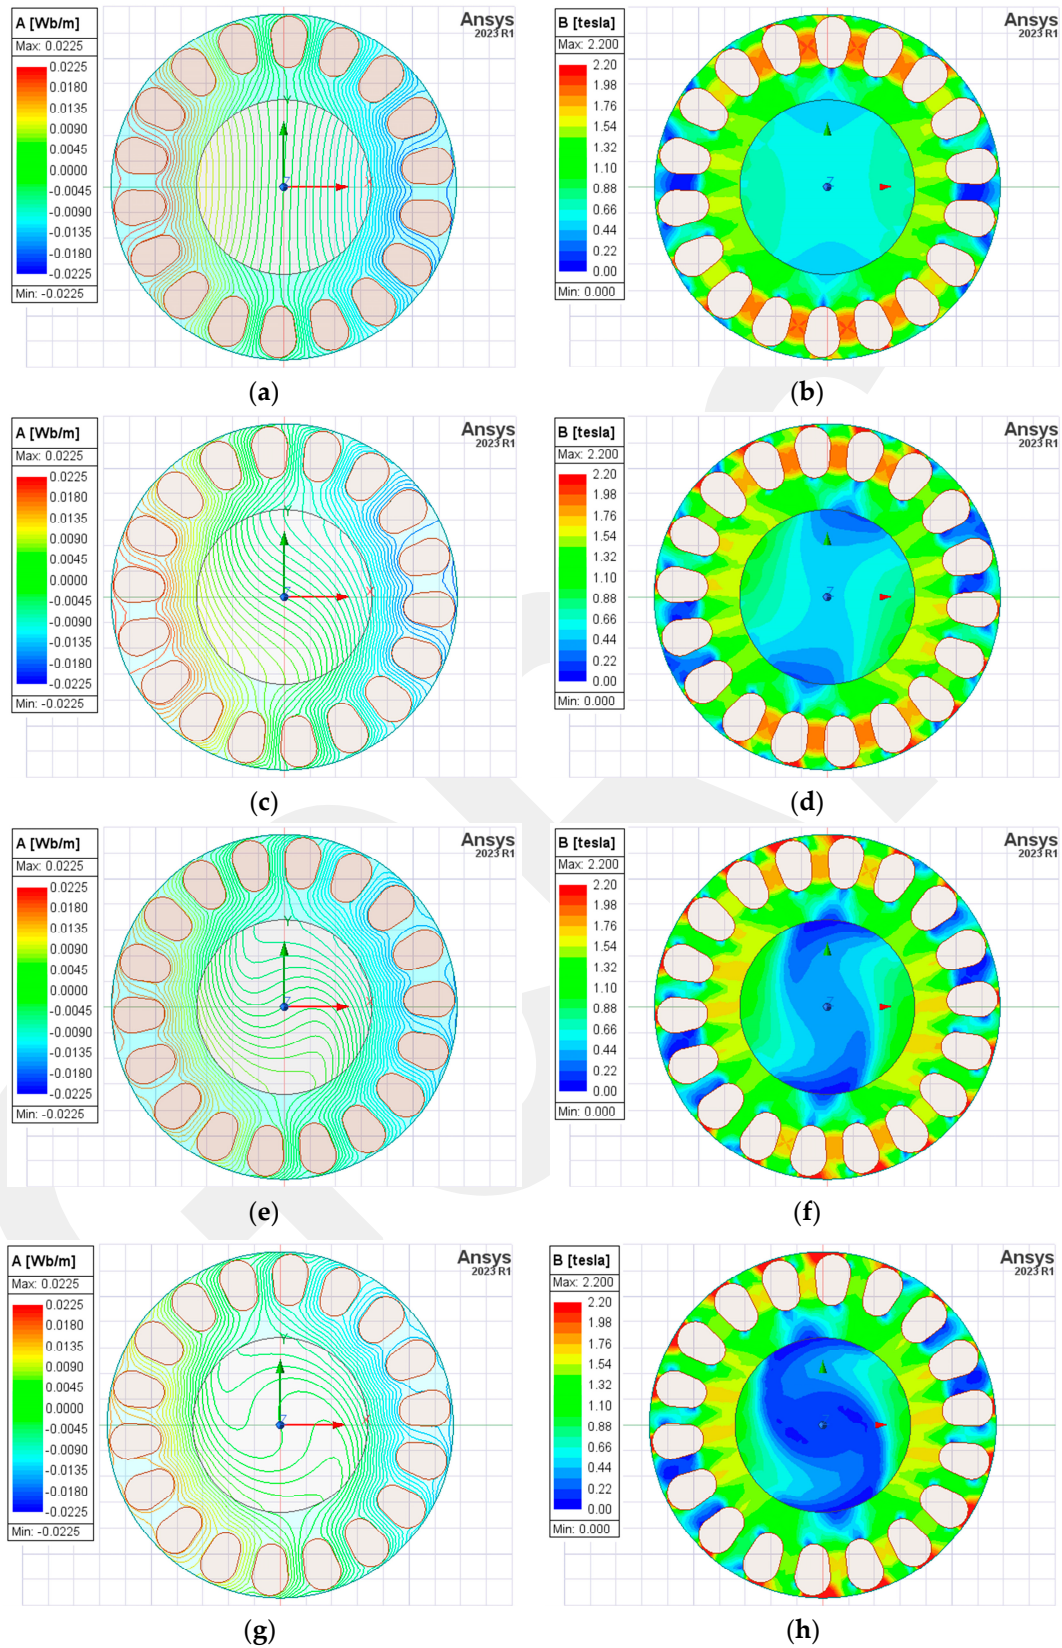 A [Wb/m]
Max: 0.0225
0.0225
0.0180
0.0135
0.0090
0.0045
0.0000
-0.0045
-0.0090
-0.0135
-0.0180
-0.0225
Min: -0.0225
Ansys
2023 R1
Y
Z
X
(a)
B [tesla]
Max: 2.200
2.20
1.98
1.76
1.54
1.32
1.10
0.88
0.66
0.44
0.22
0.00
Min: 0.000
Ansys
2023 R1
Z
(b)
A [Wb/m]
Max: 0.0225
0.0225
0.0180
0.0135
0.0090
0.0045
0.0000
-0.0045
-0.0090
-0.0135
-0.0180
-0.0225
Min: -0.0225
Ansys
2023 R1
Y
Z
X
(c)
B [tesla]
Max: 2.200
2.20
1.98
1.76
1.54
1.32
1.10
0.88
0.66
0.44
0.22
0.00
Min: 0.000
Ansys
2023 R1
Z
(d)
A [Wb/m]
Max: 0.0225
0.0225
0.0180
0.0135
0.0090
0.0045
0.0000
-0.0045
-0.0090
-0.0135
-0.0180
-0.0225
Min: -0.0225
Ansys
2023 R1
Y
Z
X
(e)
B [tesla]
Max: 2.200
2.20
1.98
1.76
1.54
1.32
1.10
0.88
0.66
0.44
0.22
0.00
Min: 0.000
Ansys
2023 R1
Z
(f)
A [Wb/m]
Max: 0.0225
0.0225
0.0180
0.0135
0.0090
0.0045
0.0000
-0.0045
-0.0090
-0.0135
-0.0180
-0.0225
Min: -0.0225
Ansys
2023 R1
Y
Z
X
(g)
B [tesla]
Max: 2.200
2.20
1.98
1.76
1.54
1.32
1.10
0.88
0.66
0.44
0.22
0.00
Min: 0.000
Ansys
2023 R1
Z
(h)